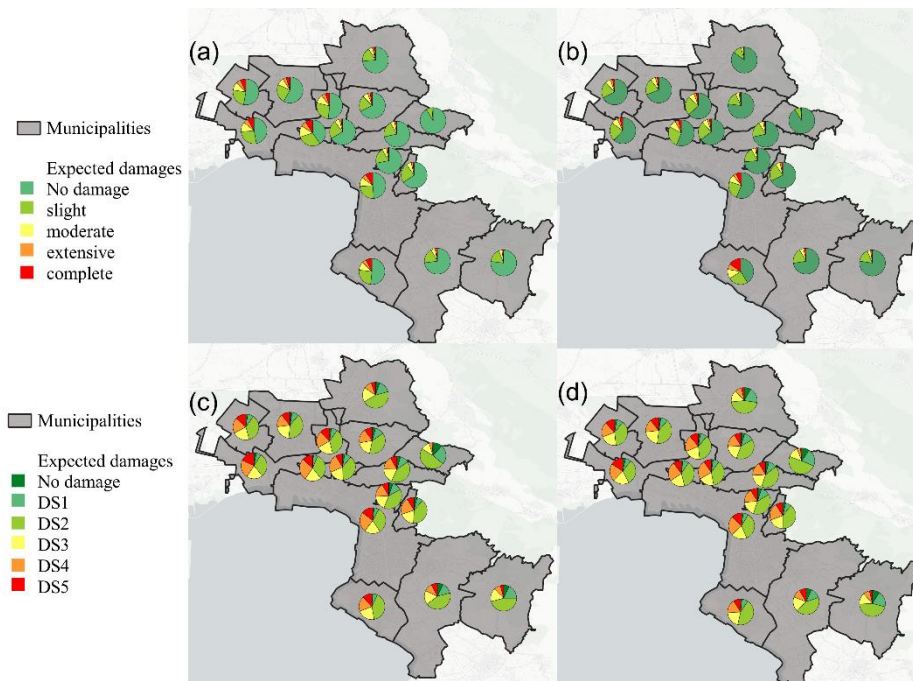 (a)
(b)
Municipalities
Expected damages
No damage
slight
moderate
extensive
complete
(c)
(d)
Municipalities
Expected damages
No damage
DS1
DS2
DS3
DS4
DS5